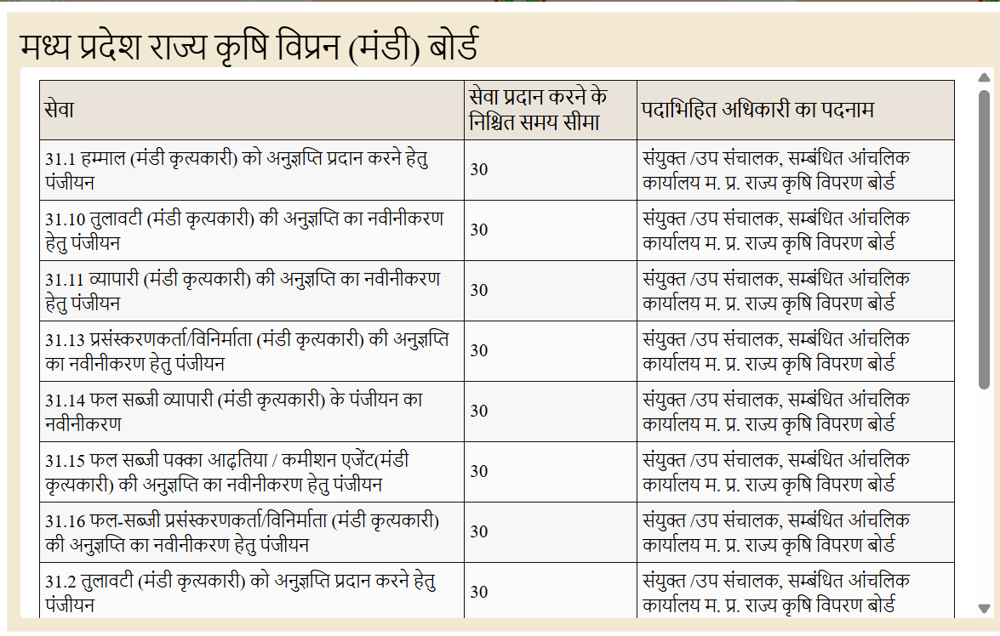 मध्य प्रदेश राज्य कृषि विप्रन (मंडी) बोर्ड
सेवा
सेवा प्रदान करने के
निश्चित समय सीमा
पदाभिहित अधिकारी का पदनाम
31.1 हम्माल (मंडी कृत्यकारी) को अनुज्ञप्ति प्रदान करने हेतु
पंजीयन
30
संयुक्त /उप संचालक, सम्बंधित आंचलिक
कार्यालय म. प्र. राज्य कृषि विपरण बोर्ड
31.10 तुलावटी (मंडी कृत्यकारी) की अनुज्ञप्ति का नवीनीकरण
हेतु पंजीयन
30
संयुक्त /उप संचालक, सम्बंधित आंचलिक
कार्यालय म. प्र. राज्य कृषि विपरण बोर्ड
31.11 व्यापारी (मंडी कृत्यकारी) की अनुज्ञप्ति का नवीनीकरण
हेतु पंजीयन
30
संयुक्त /उप संचालक, सम्बंधित आंचलिक
कार्यालय म. प्र. राज्य कृषि विपरण बोर्ड
31.13 प्रसंस्करणकर्ता/विनिर्माता (मंडी कृत्यकारी) की अनुज्ञप्ति
का नवीनीकरण हेतु पंजीयन
30
संयुक्त /उप संचालक, सम्बंधित आंचलिक
कार्यालय म. प्र. राज्य कृषि विपरण बोर्ड
31.14 फल सब्जी व्यापारी (मंडी कृत्यकारी) के पंजीयन का
नवीनीकरण
30
संयुक्त /उप संचालक, सम्बंधित आंचलिक
कार्यालय म. प्र. राज्य कृषि विपरण बोर्ड
31.15 फल सब्जी पक्का आढ़तिया / कमीशन एजेंट(मंडी
कृत्यकारी) की अनुज्ञप्ति का नवीनीकरण हेतु पंजीयन
30
संयुक्त /उप संचालक, सम्बंधित आंचलिक
कार्यालय म. प्र. राज्य कृषि विपरण बोर्ड
31.16 फल-सब्जी प्रसंस्करणकर्ता/विनिर्माता (मंडी कृत्यकारी)
की अनुज्ञप्ति का नवीनीकरण हेतु पंजीयन
30
संयुक्त /उप संचालक, सम्बंधित आंचलिक
कार्यालय म. प्र. राज्य कृषि विपरण बोर्ड
31.2 तुलावटी (मंडी कृत्यकारी) को अनुज्ञप्ति प्रदान करने हेतु
पंजीयन
30
संयुक्त /उप संचालक, सम्बंधित आंचलिक
कार्यालय म. प्र. राज्य कृषि विपरण बोर्ड